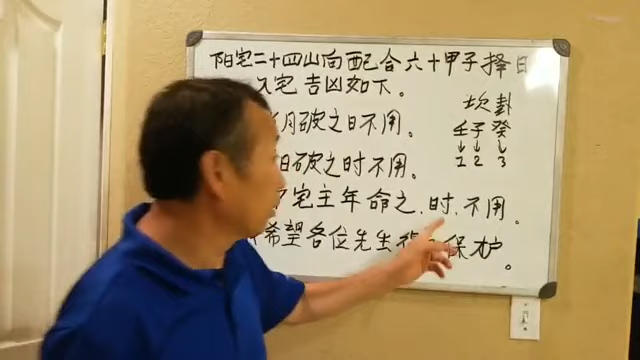 阳宅二十四山向配合六十甲子择日
入宅吉凶如下。
坎卦
月破之日不用。
壬子癸
1 2 3
日破之时不用。
宅主年命之.时.不用。
希望各位先生 保护。